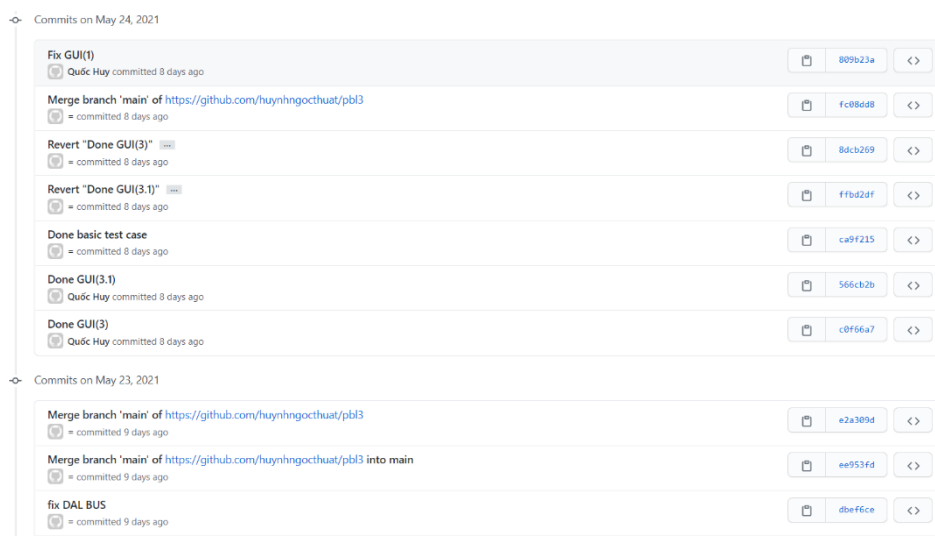 Commits on May 24, 2021
Fix GUI(1)
809b23a
Quốc Huy committed 8 days ago
Merge branch 'main' of https://github.com/huynhngocthuat/pbl3
fc08dd8
= committed 8 days ago
Revert "Done GUI(3)" ...
8dcb269
= committed 8 days ago
Revert "Done GUI(3.1)" ...
ffbd2df
= committed 8 days ago
Done basic test case
ca9f215
= committed 8 days ago
Done GUI(3.1)
566cb2b
Quốc Huy committed 8 days ago
Done GUI(3)
c0f66a7
Quốc Huy committed 8 days ago
Commits on May 23, 2021
Merge branch 'main' of https://github.com/huynhngocthuat/pbl3
e2a309d
= committed 9 days ago
Merge branch 'main' of https://github.com/huynhngocthuat/pbl3 into main
ee953fd
= committed 9 days ago
fix DAL BUS
dbef6ce
= committed 9 days ago